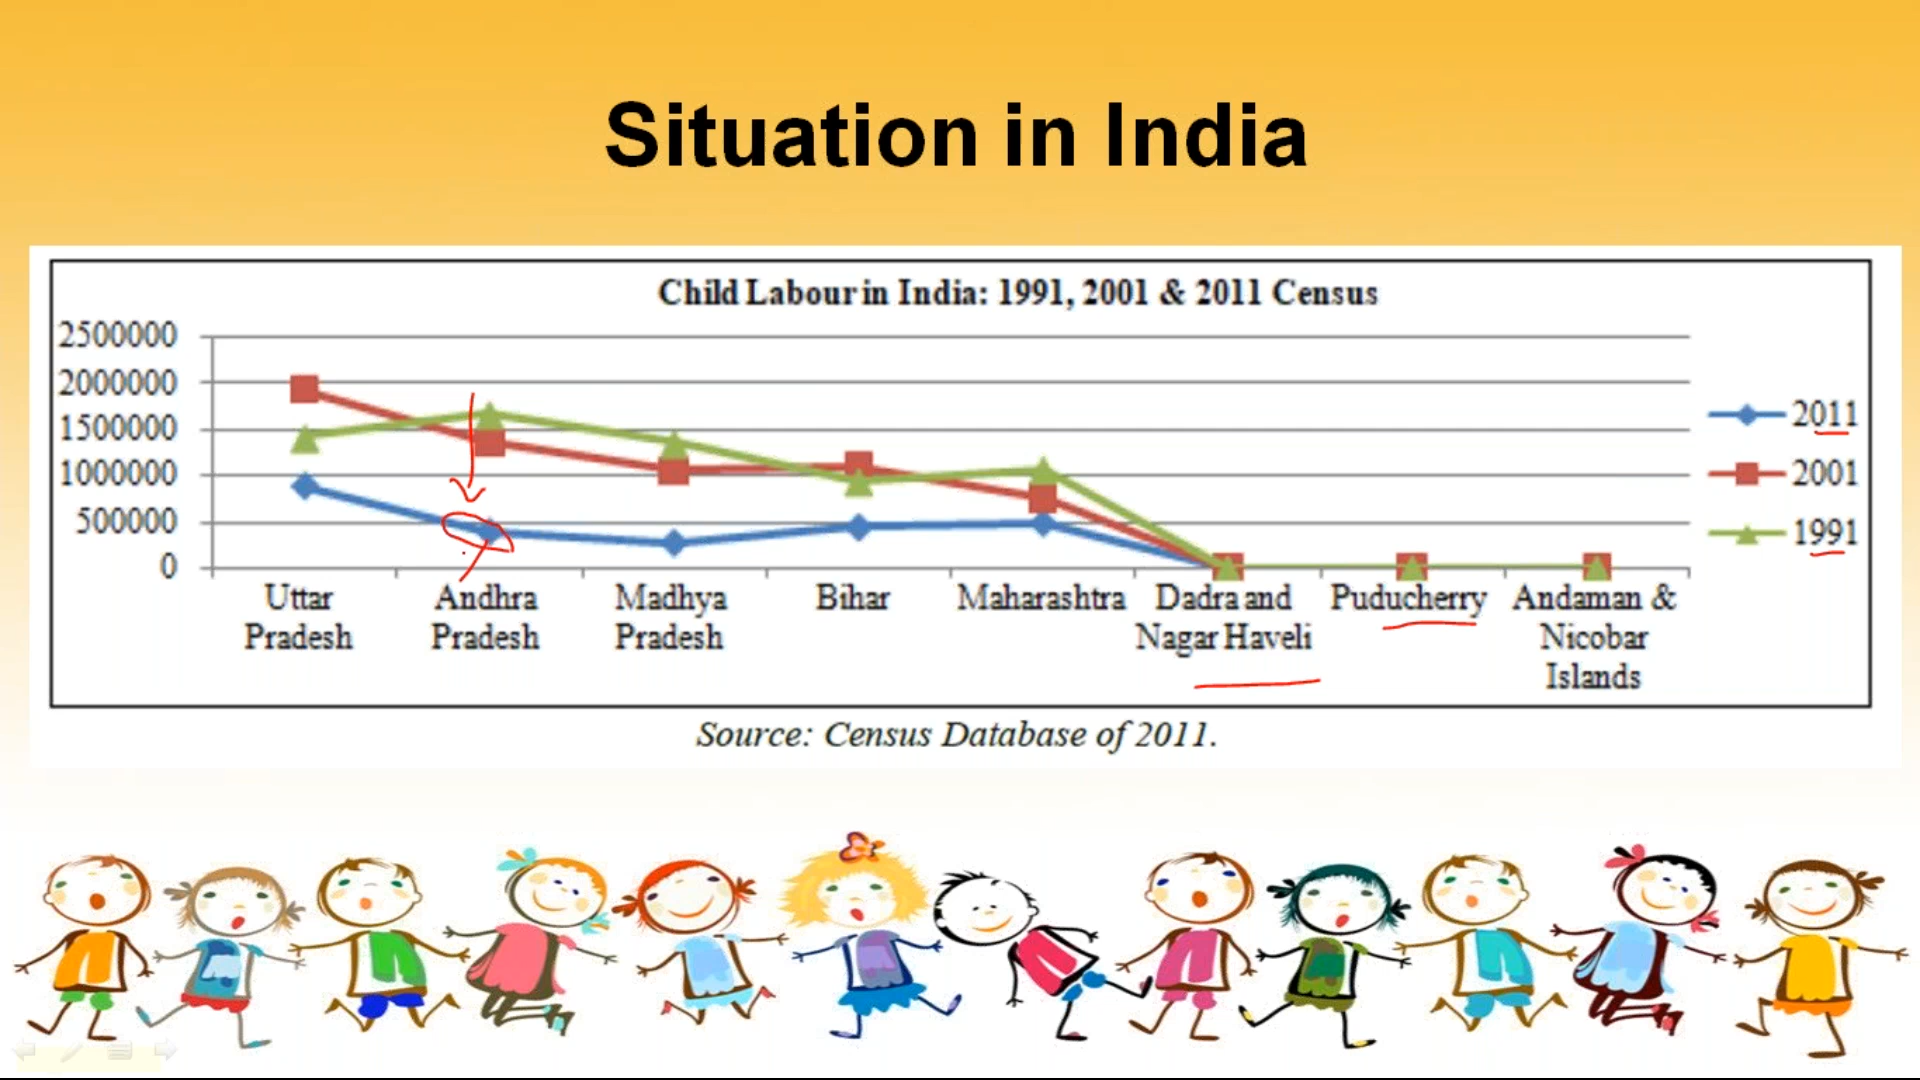 Situation in India
Child Labour in India: 1991, 2001 & 2011 Census
2500000
2000000
1500000
1000000
500000
0
2011
2001
1991
Uttar Pradesh
Andhra Pradesh
Madhya Pradesh
Bihar
Maharashtra
Dadra and Nagar Haveli
Puducherry
Andaman & Nicobar Islands
Source: Census Database of 2011.